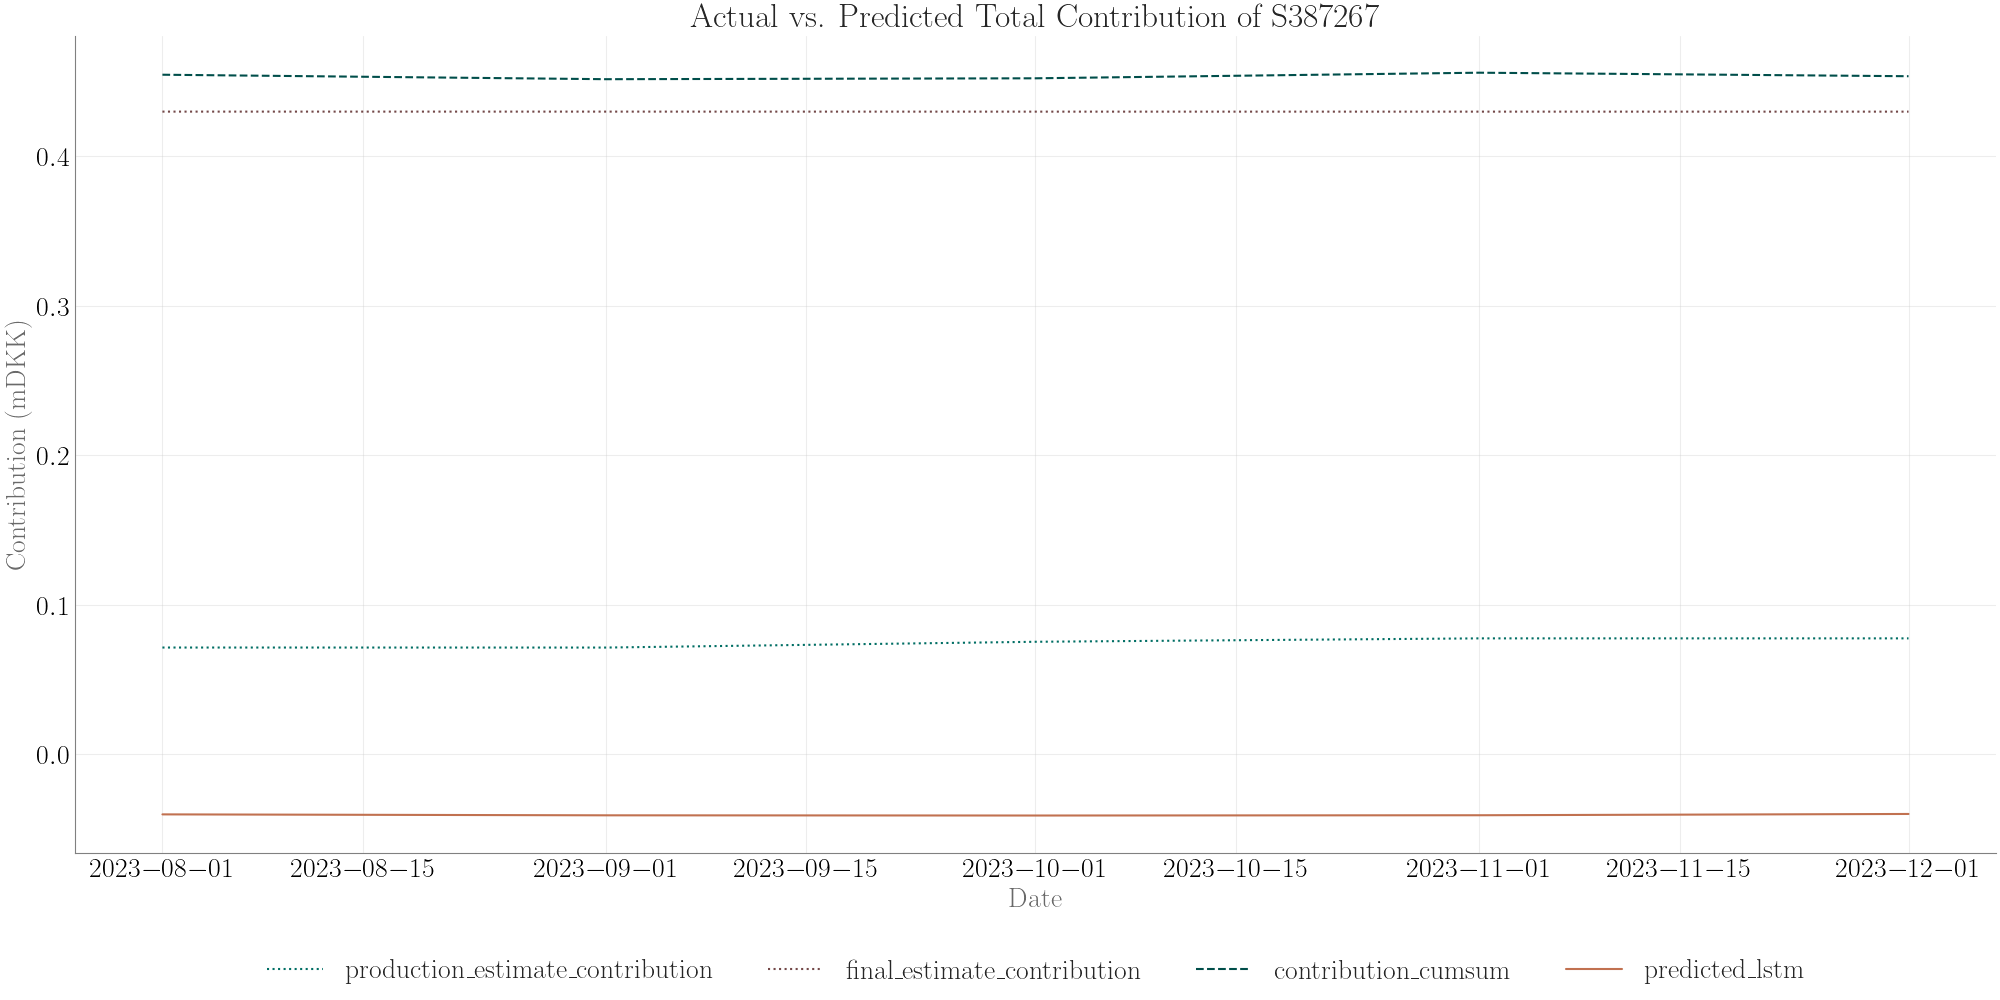 Actual vs. Predicted Total Contribution of S387267
Contribution (mDKK)
0.4
0.3
0.2
0.1
0.0
2023−08−01 2023−08−15 2023−09−01 2023−09−15 2023−10−01 2023−10−15 2023−11−01 2023−11−15 2023−12−01
Date
production_estimate_contribution final_estimate_contribution contribution_cumsum predicted_lstm